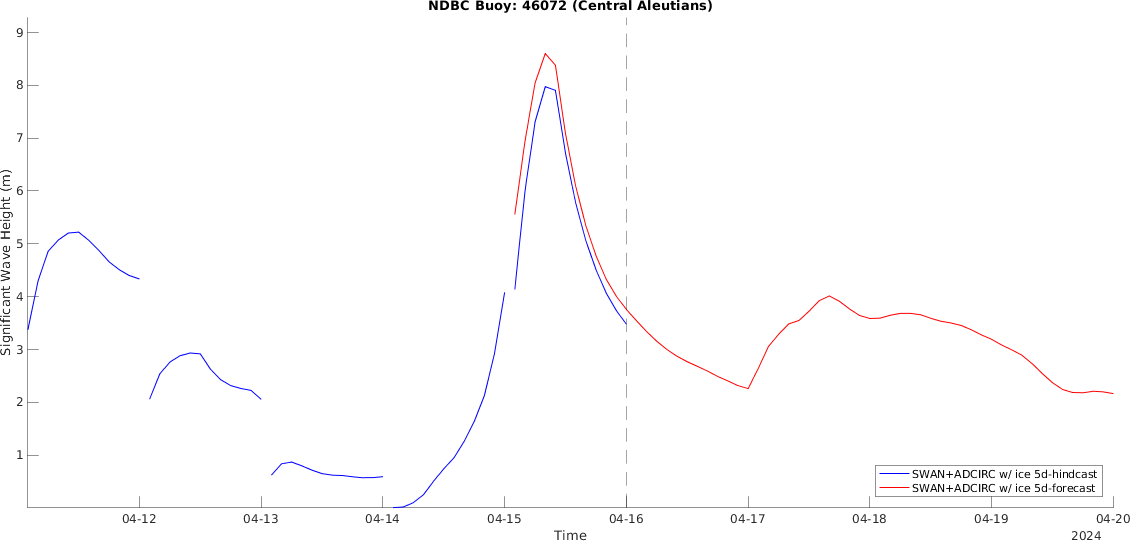 NDBC Buoy: 46072 (Central Aleutians)
9
8
7
6
5
4
3
2
1
Significant Wave Height (m)
SWAN+ADCIRC w/ ice 5d-hindcast
SWAN+ADCIRC w/ ice 5d-forecast
04-12 04-13 04-14 04-15 04-16 04-17 04-18 04-19 04-20
Time
2024